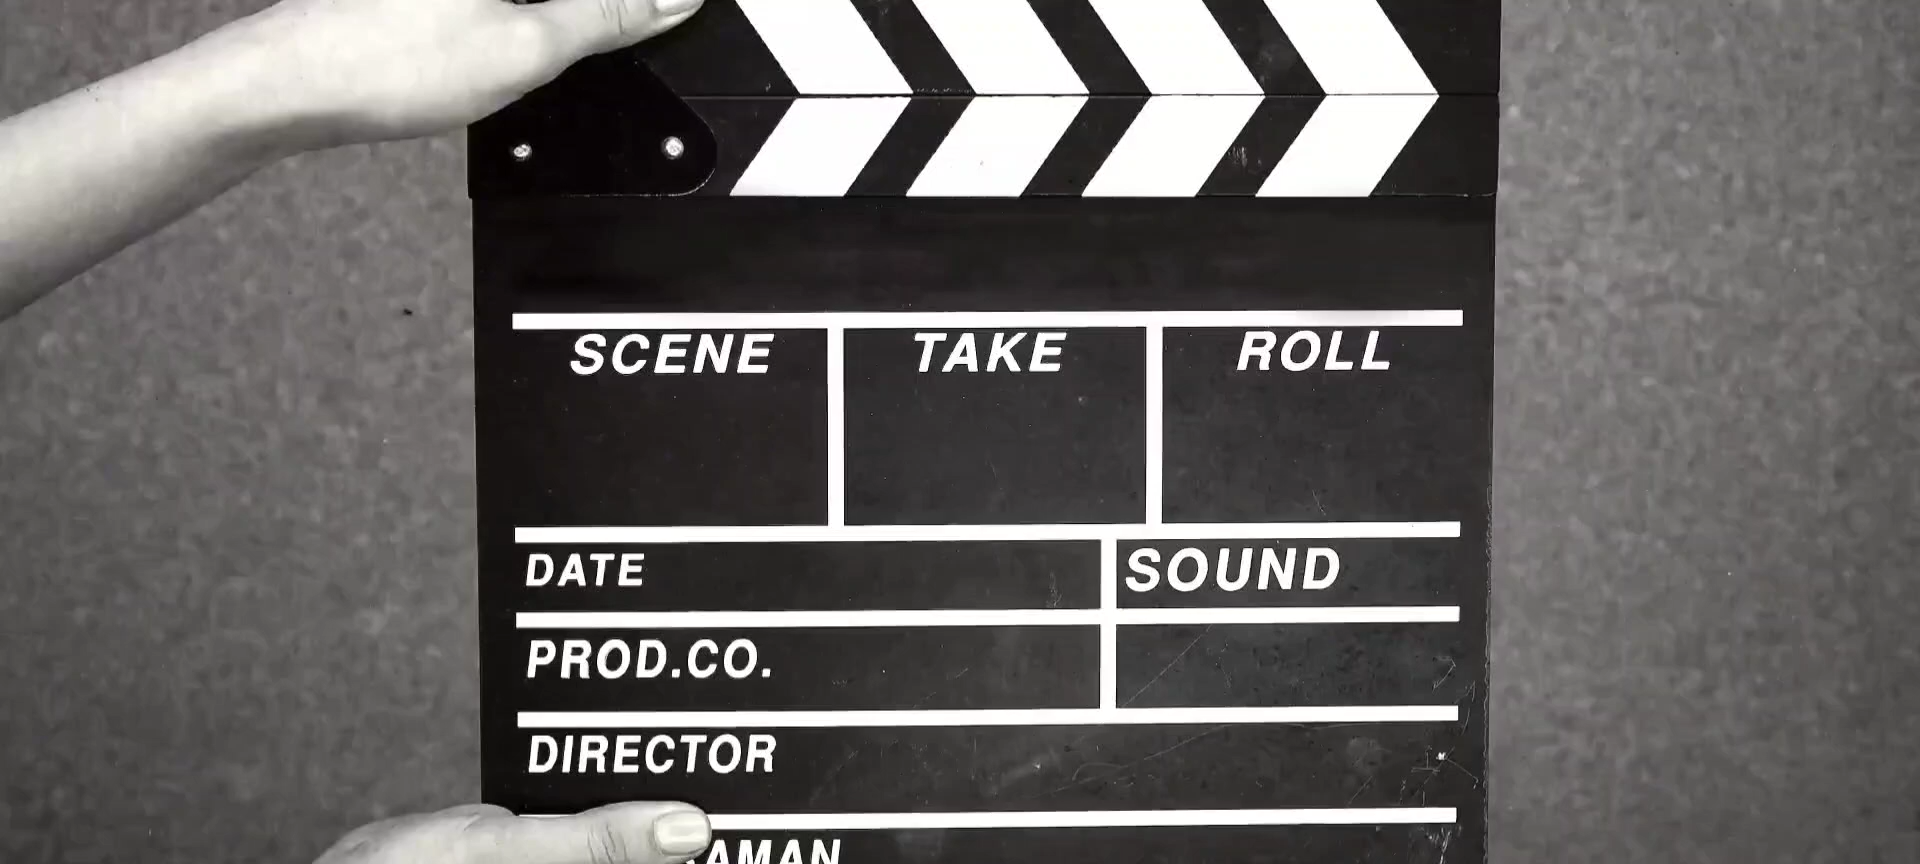 SCENE TAKE ROLL
DATE SOUND
PROD.CO.
DIRECTOR